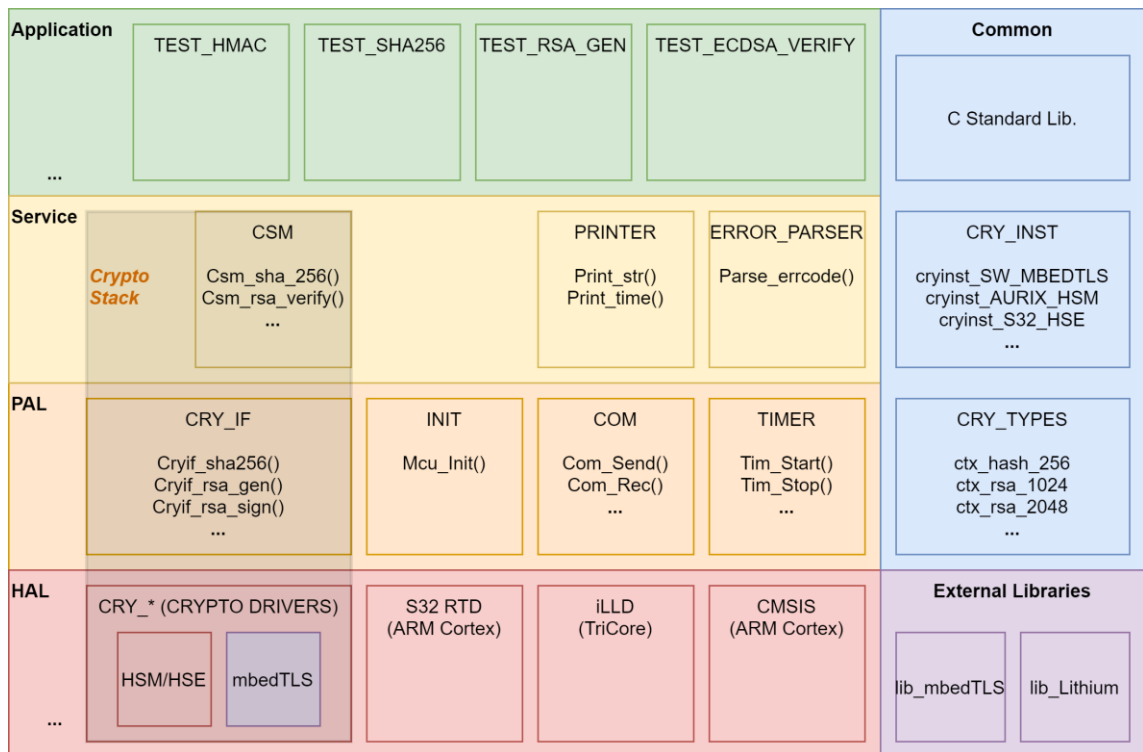 Application
TEST_HMAC
TEST_SHA256
TEST_RSA_GEN
TEST_ECDSA_VERIFY
...
Common
C Standard Lib.
Service
Crypto
Stack
CSM
Csm_sha_256()
Csm_rsa_verify()
...
PRINTER
Print_str()
Print_time()
ERROR_PARSER
Parse_errcode()
CRY_INST
cryinst_SW_MBEDTLS
cryinst_AURIX_HSM
cryinst_S32_HSE
...
PAL
CRY_IF
Cryif_sha256()
Cryif_rsa_gen()
Cryif_rsa_sign()
...
INIT
Mcu_Init()
COM
Com_Send()
Com_Rec()
...
TIMER
Tim_Start()
Tim_Stop()
...
CRY_TYPES
ctx_hash_256
ctx_rsa_1024
ctx_rsa_2048
...
HAL
CRY_* (CRYPTO DRIVERS)
HSM/HSE
mbedTLS
...
S32 RTD
(ARM Cortex)
iLLD
(TriCore)
CMSIS
(ARM Cortex)
External Libraries
lib_mbedTLS
lib_Lithium